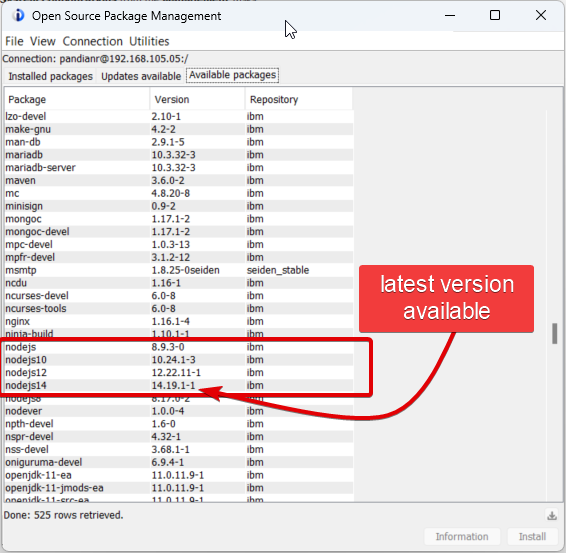 Open Source Package Management
File View Connection Utilities
Connection: pandianr@192.168.105.05:/
Installed packages Updates available Available packages
Package Version Repository
lzo-devel 2.10-1 ibm
make-gnu 4.2-2 ibm
man-db 2.9.1-5 ibm
mariadb 10.3.32-3 ibm
mariadb-server 10.3.32-3 ibm
maven 3.6.0-2 ibm
mc 4.8.20-8 ibm
minisign 0.9-2 ibm
mongoc 1.17.1-2 ibm
mongoc-devel 1.17.1-2 ibm
mpc-devel 1.0.3-13 ibm
mpfr-devel 3.1.2-12 ibm
msmtp 1.8.25-0seiden seiden_stable
ncdu 1.16-1 ibm
ncurses-devel 6.0-8 ibm
ncurses-tools 6.0-8 ibm
nginx 1.16.1-4 ibm
ninja-build 1.10.1-1 ibm
nodejs 8.9.3-0 ibm
nodejs10 10.24.1-3 ibm
nodejs12 12.22.11-1 ibm
nodejs14 14.19.1-1 ibm
nodejs8 8.17.0-2 ibm
nodever 1.0.0-4 ibm
npth-devel 1.6-0 ibm
nspr-devel 4.32-1 ibm
nss-devel 3.68.1-1 ibm
oniguruma-devel 6.9.4-1 ibm
openjdk-11-ea 11.0.11.9-1 ibm
openjdk-11-jmods-ea 11.0.11.9-1 ibm
openjdk-11-src-ea 11.0.11.9-1 ibm
latest version
available
Done: 525 rows retrieved.
Information Install